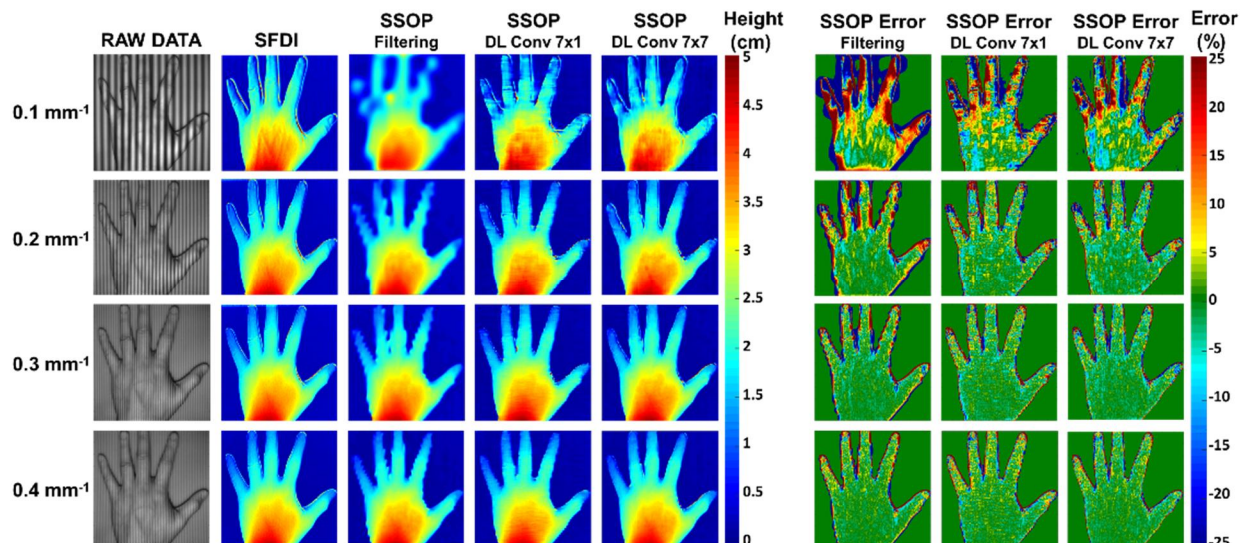 RAW DATA
SFDI
SSOP
Filtering
SSOP
DL Conv 7x1
SSOP
DL Conv 7x7
Height
(cm)
SSOP Error
Filtering
SSOP Error
DL Conv 7x1
SSOP Error
DL Conv 7x7
Error
(%)
0.1 mm⁻¹
0.2 mm⁻¹
0.3 mm⁻¹
0.4 mm⁻¹
5
4.5
4
3.5
3
2.5
2
1.5
1
0.5
0
25
20
15
10
5
0
-5
-10
-15
-20
-25